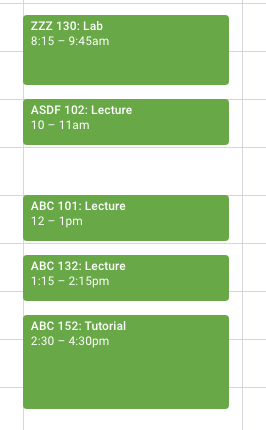 ZZZ 130: Lab
8:15 – 9:45am
ASDF 102: Lecture
10 – 11am
ABC 101: Lecture
12 – 1pm
ABC 132: Lecture
1:15 – 2:15pm
ABC 152: Tutorial
2:30 – 4:30pm